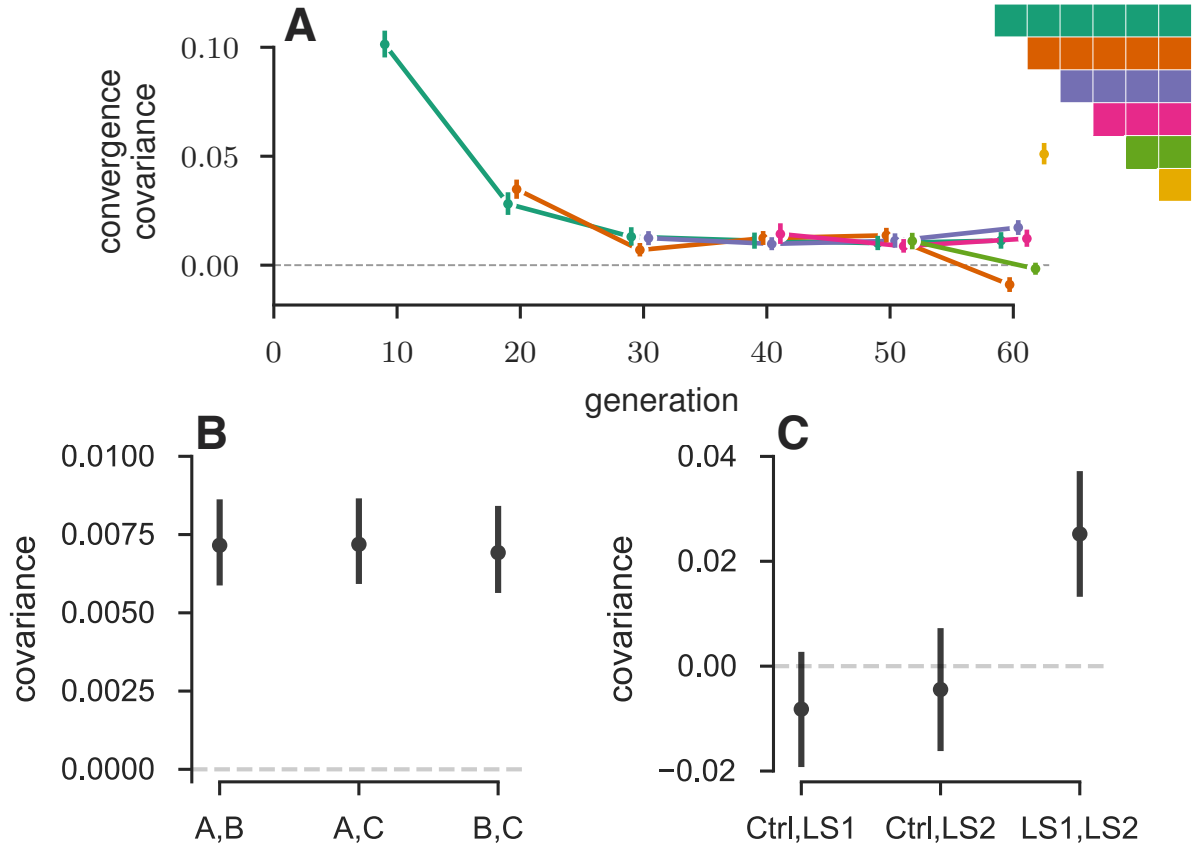 A
convergence
covariance
0.10
0.05
0.00
0 10 20 30 40 50 60
generation
B
covariance
0.0100
0.0075
0.0050
0.0025
0.0000
A,B A,C B,C
C
covariance
0.04
0.02
0.00
−0.02
Ctrl,LS1 Ctrl,LS2 LS1,LS2